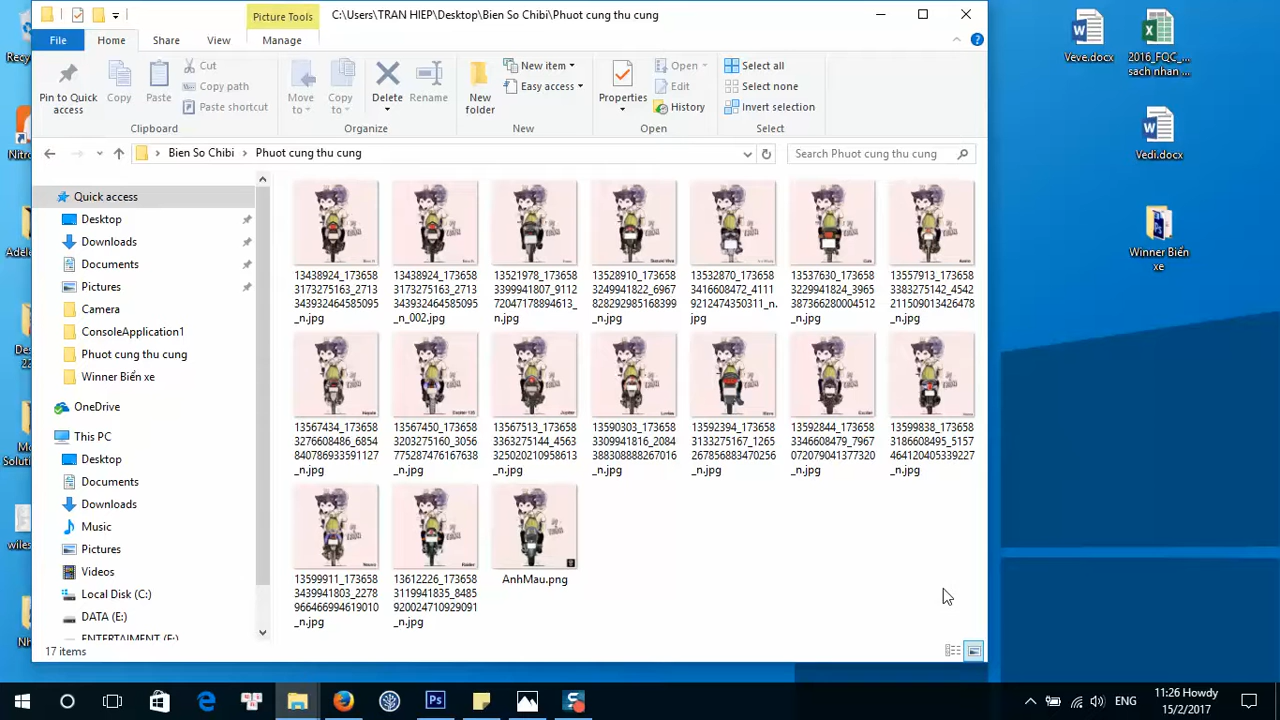 Picture Tools
C:\Users\TRAN HIEP\Desktop\Bien So Chibi\Phuot cung thu cung
File
Home
Share
View
Manage
Pin to Quick
access
Copy
Paste
Cut
Copy path
Paste shortcut
Clipboard
Move
to
Copy
to
Delete
Rename
Organize
New
folder
New item
Easy access
New
Properties
Open
Edit
History
Open
Select all
Select none
Invert selection
Select
Bien So Chibi
Phuot cung thu cung
Search Phuot cung thu cung
Quick access
Desktop
Downloads
Documents
Pictures
Camera
ConsoleApplication1
Phuot cung thu cung
Winner Biển xe
OneDrive
This PC
Desktop
Documents
Downloads
Music
Pictures
Videos
Local Disk (C:)
DATA (E:)
ENTERTAIMENT (F:)
13438924_173658
3173275163_2713
343932464585095
_n.jpg
13438924_173658
3173275163_2713
343932464585095
_n_002.jpg
13521978_173658
3399941807_9112
72047178894613_
n.jpg
13528910_173658
3249941822_6967
828292985168399
_n.jpg
13532870_173658
3416608472_4111
9212474350311_n.
jpg
13537630_173658
3229941824_3965
387366280004512
_n.jpg
13557913_173658
3383275142_4542
211509013426478
_n.jpg
13567434_173658
3276608486_6854
840786933591127
_n.jpg
13567450_173658
3203275160_3056
775287476167638
_n.jpg
13567513_173658
3363275144_4563
325020210958613
_n.jpg
13590303_173658
3309941816_2084
388308888267016
_n.jpg
13592394_173658
3133275167_1265
267856883470256
_n.jpg
13592844_173658
3346608479_7967
072079041377320
_n.jpg
13599838_173658
3186608495_5157
464120405339227
_n.jpg
13599911_173658
3439941803_2278
966466994619010
_n.jpg
13612226_173658
3119941835_8485
920024710929091
_n.jpg
AnhMau.png
17 items
Veve.docx
2016_FQC_...
sach nhan ...
Vedi.docx
Winner Biển
xe
Recy
Nitro
Adel
De
22
Mo
Solution
wiles
Nh
Ps
ENG
11:26 Howdy
15/2/2017